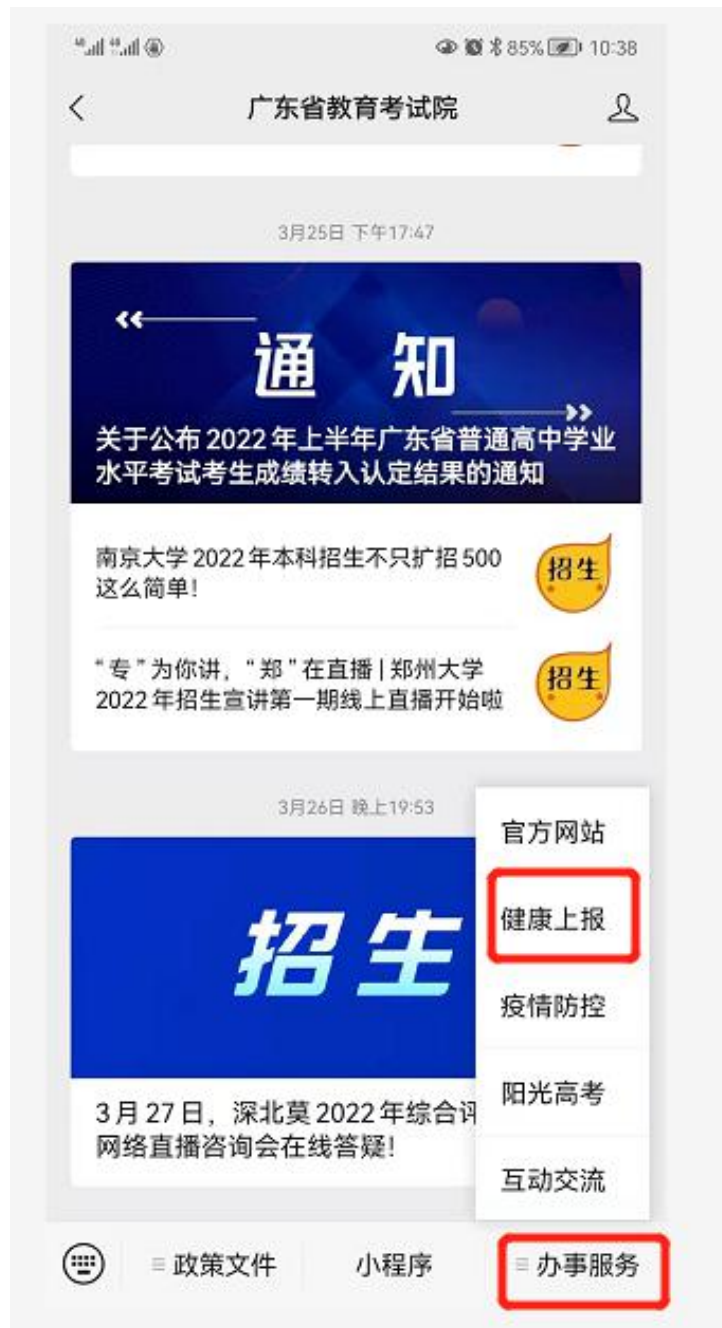 85% 10:38
广东省教育考试院
3月25日 下午17:47
通 知
关于公布2022年上半年广东省普通高中学业
水平考试考生成绩转入认定结果的通知
南京大学2022年本科招生不只扩招500
这么简单！
招生
“专”为你讲，“郑”在直播|郑州大学
2022年招生宣讲第一期线上直播开始啦
招生
3月26日 晚上19:53
招生
3月27日，深北莫2022年综合评
网络直播咨询会在线答疑！
官方网站
健康上报
疫情防控
阳光高考
互动交流
政策文件
小程序
办事服务